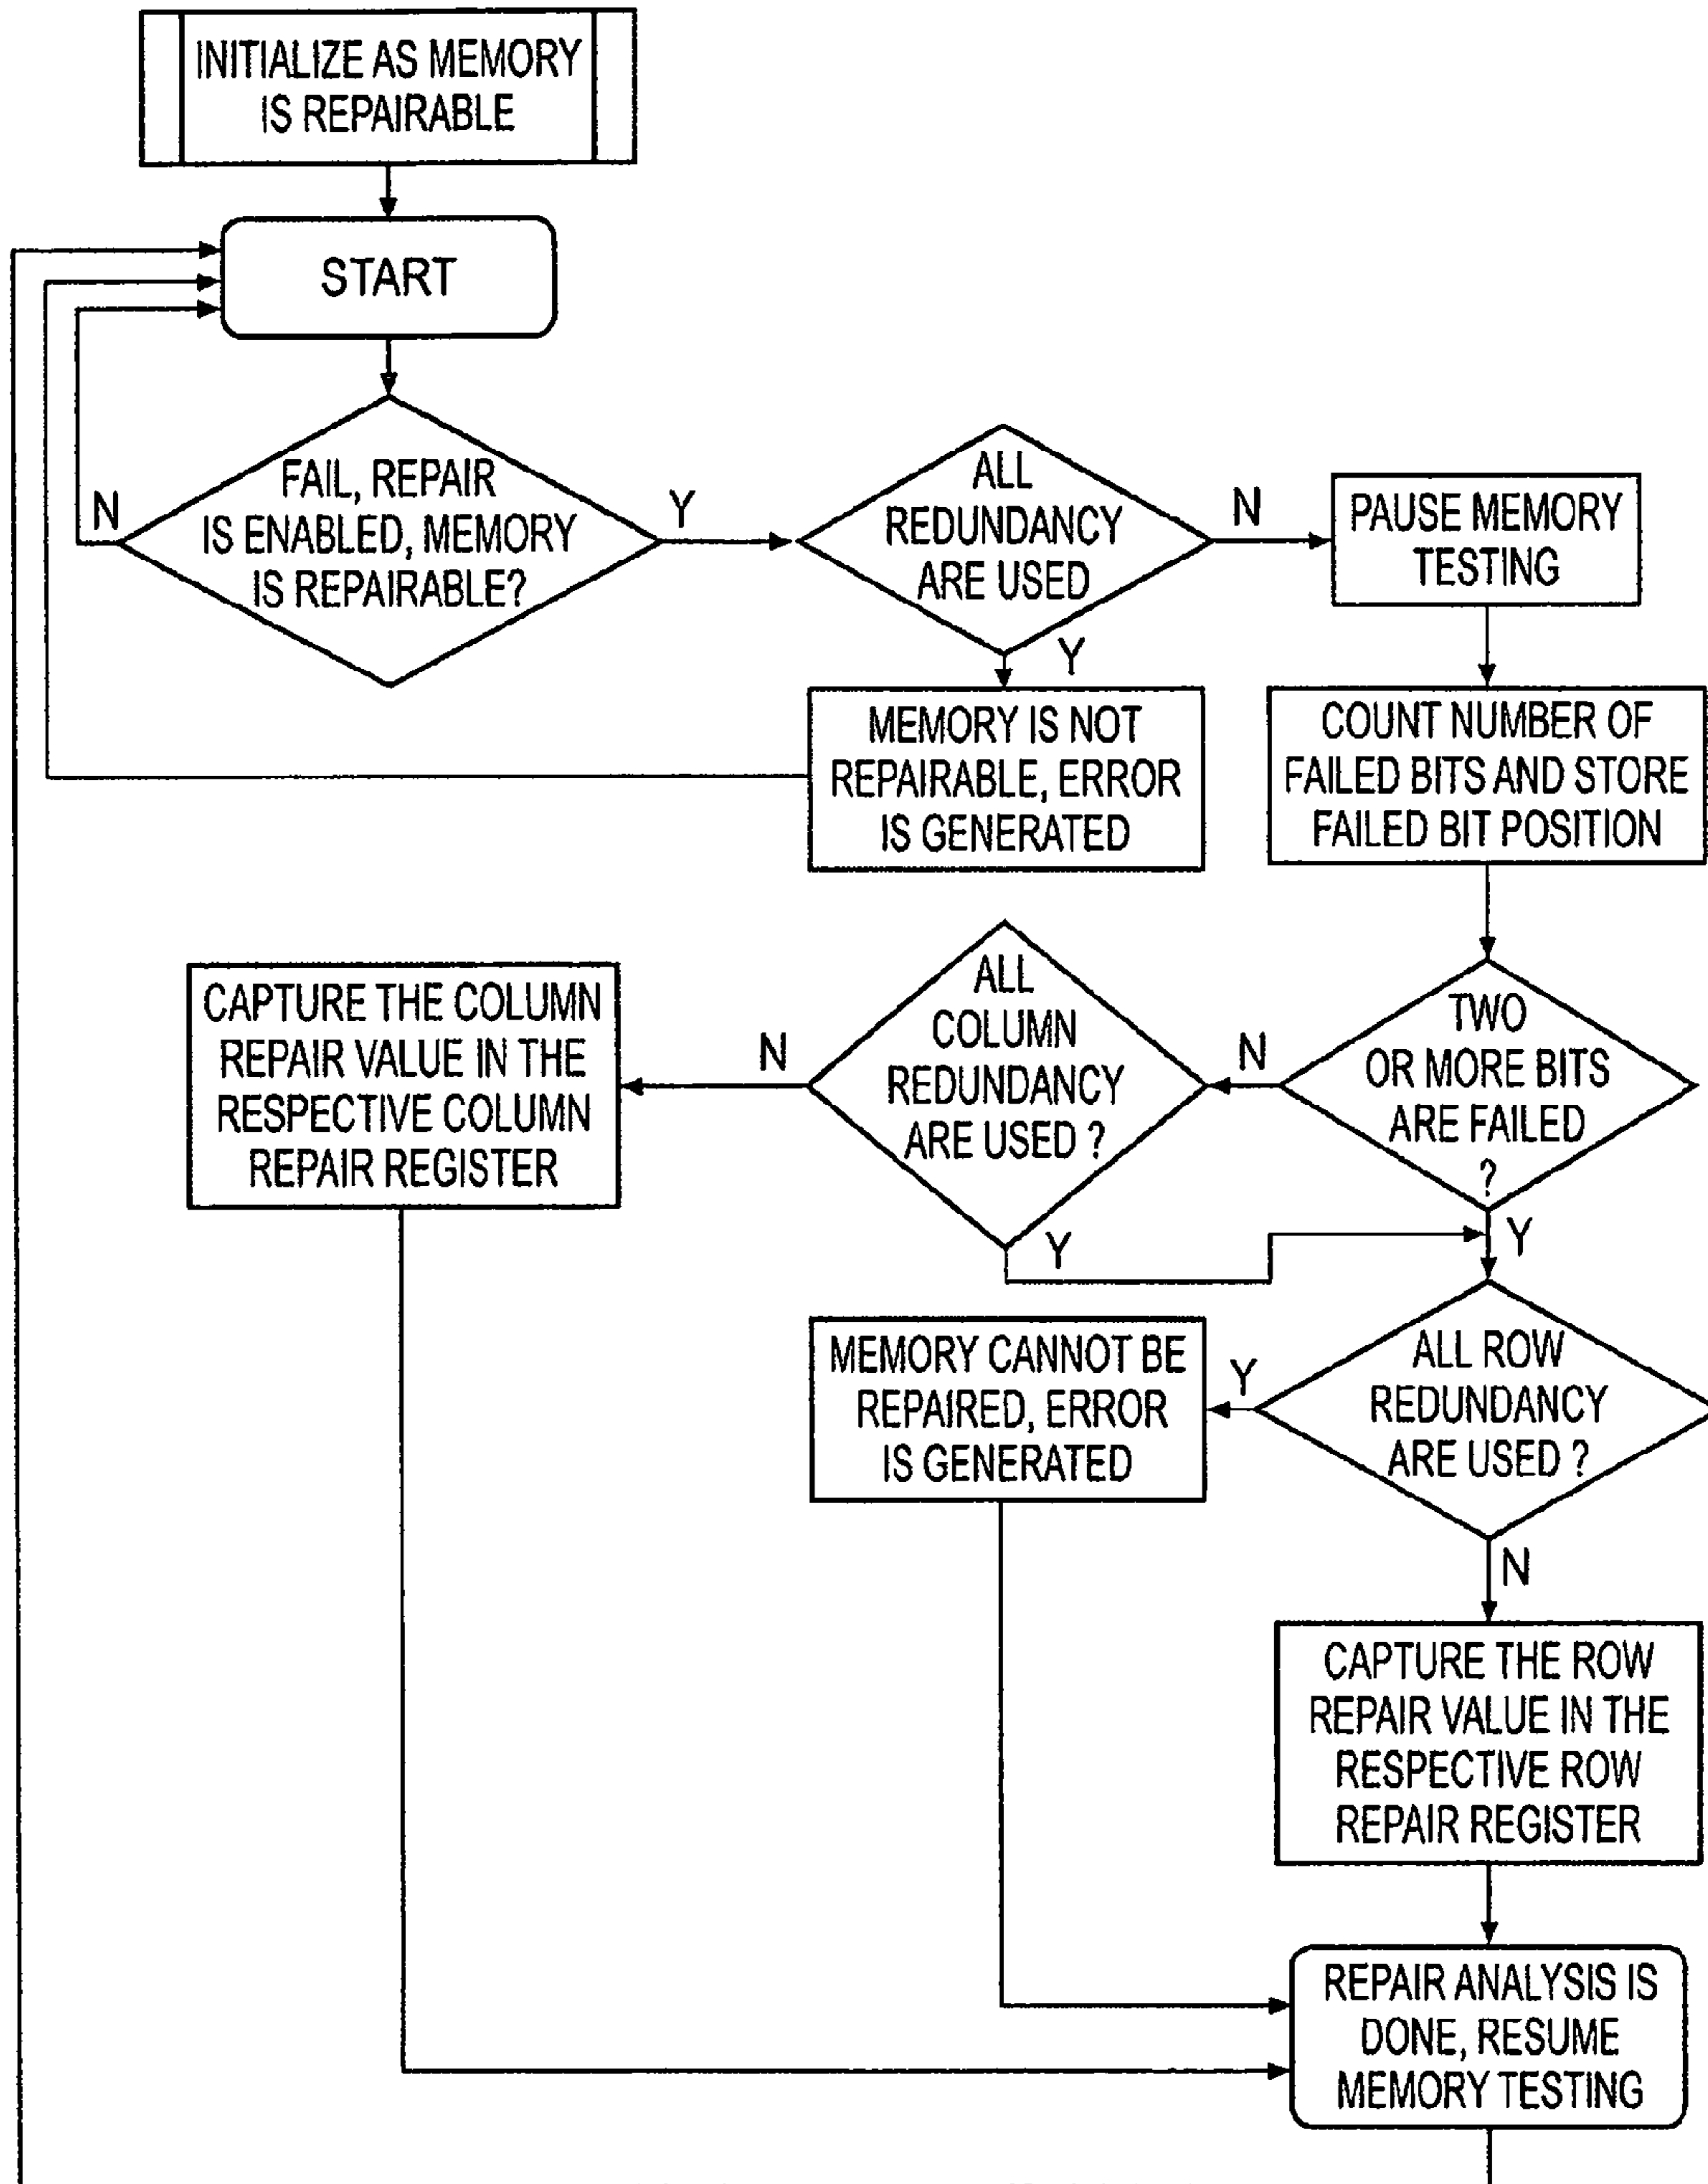 INITIALIZE AS MEMORY
IS REPAIRABLE
START
FAIL, REPAIR
IS ENABLED, MEMORY
IS REPAIRABLE?
N
Y
ALL
REDUNDANCY
ARE USED
N
Y
PAUSE MEMORY
TESTING
MEMORY IS NOT
REPAIRABLE, ERROR
IS GENERATED
COUNT NUMBER OF
FAILED BITS AND STORE
FAILED BIT POSITION
TWO
OR MORE BITS
ARE FAILED
?
N
Y
ALL
COLUMN
REDUNDANCY
ARE USED ?
N
Y
CAPTURE THE COLUMN
REPAIR VALUE IN THE
RESPECTIVE COLUMN
REPAIR REGISTER
ALL ROW
REDUNDANCY
ARE USED ?
Y
N
MEMORY CANNOT BE
REPAIRED, ERROR
IS GENERATED
CAPTURE THE ROW
REPAIR VALUE IN THE
RESPECTIVE ROW
REPAIR REGISTER
REPAIR ANALYSIS IS
DONE, RESUME
MEMORY TESTING